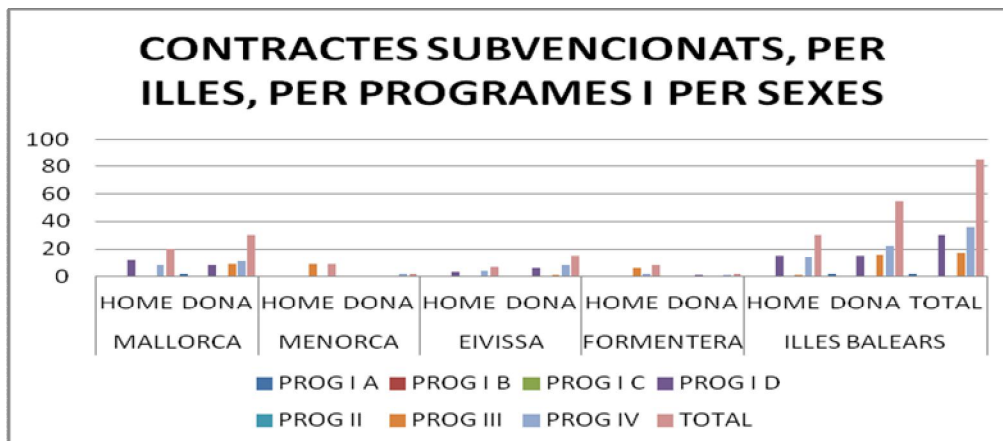 CONTRACTES SUBVENCIONATS, PER
ILLES, PER PROGRAMES I PER SEXES
100
80
60
40
20
0
HOME DONA HOME DONA HOME DONA HOME DONA HOME DONA TOTAL
MALLORCA MENORCA EIVISSA FORMENTERA ILLES BALEARS
PROG I A PROG I B PROG I C PROG I D
PROG II PROG III PROG IV TOTAL